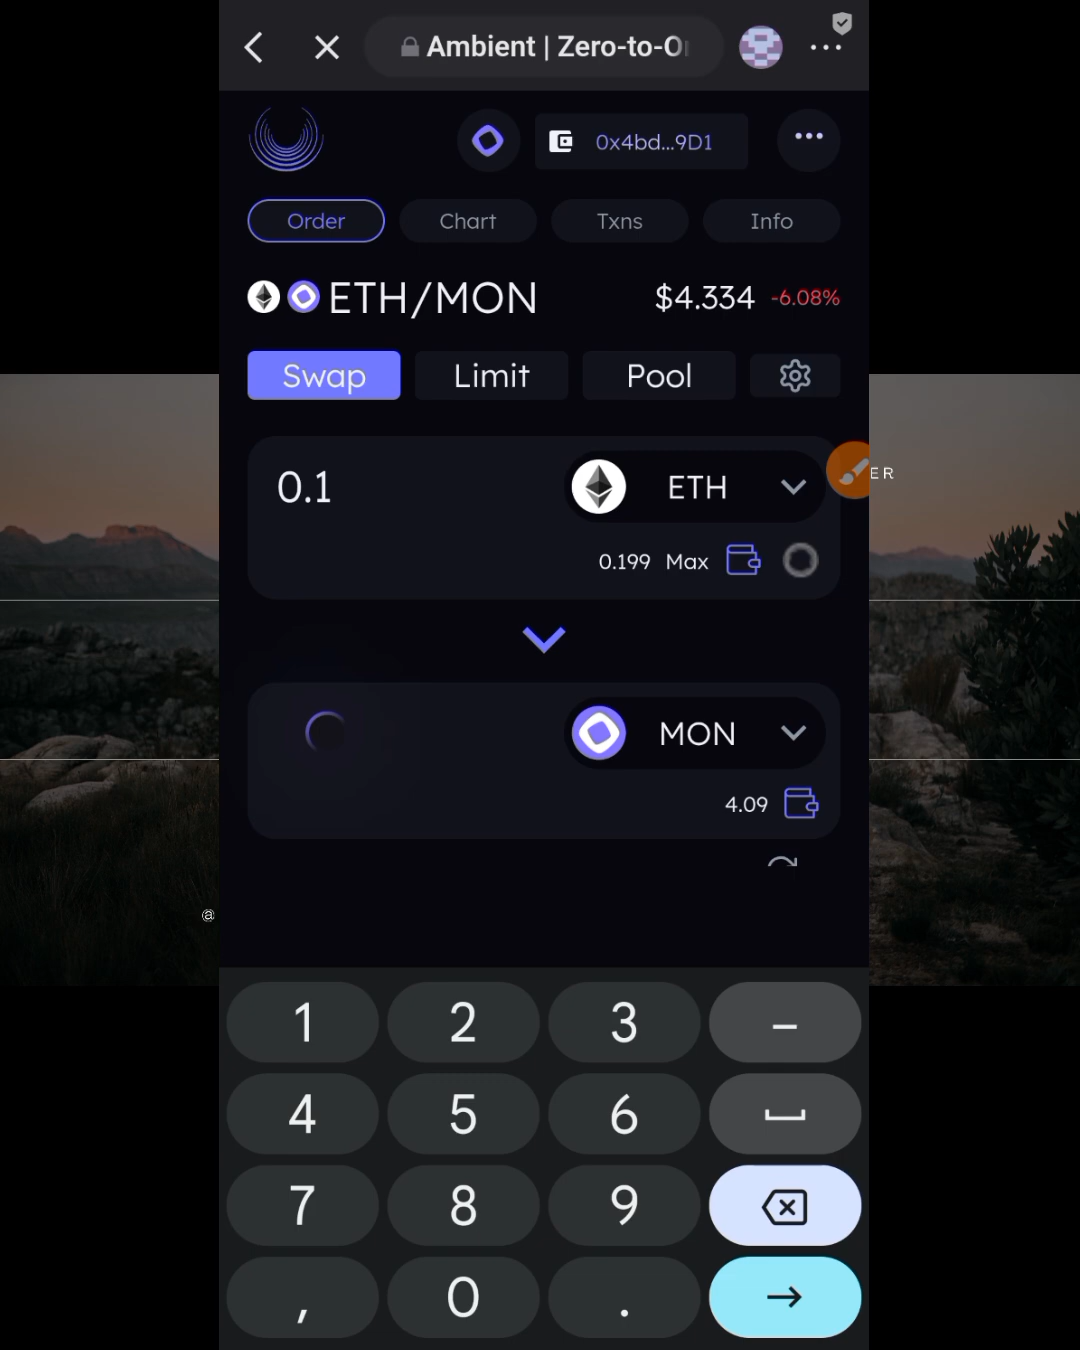 Ambient | Zero-to-O
0x4bd...9D1
Order Chart Txns Info
ETH/MON $4.334 -6.08%
Swap Limit Pool
0.1 ETH
ER
0.199 Max
MON
4.09
@
1 2 3 -
4 5 6
7 8 9
, 0 .